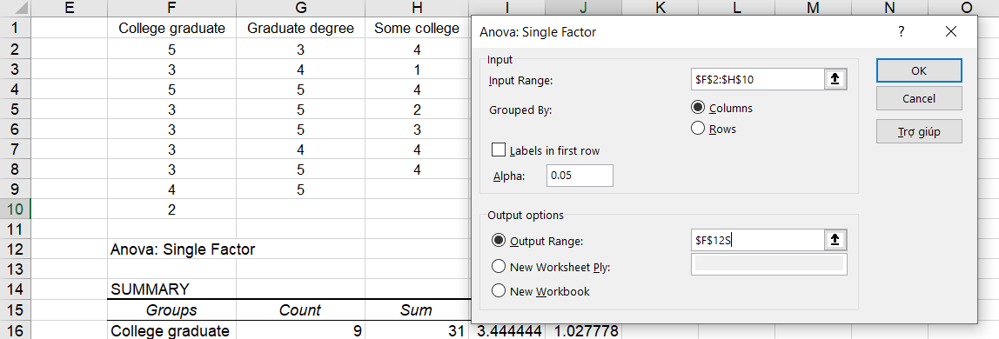 E F G H I J K L M N O
1 College graduate Graduate degree Some college
2 5 3 4
3 3 4 1
4 5 5 4
5 3 5 2
6 3 5 3
7 3 4 4
8 3 5 4
9 4 5
10 2
11
12 Anova: Single Factor
13
14 SUMMARY
15 Groups Count Sum
16 College graduate 9 31 3.444444 1.027778
Anova: Single Factor ? ×
Input
Input Range: $F$2:$H$10
Grouped By: Columns
Rows
Labels in first row
Alpha: 0.05
OK
Cancel
Trợ giúp
Output options
Output Range: $F$12S
New Worksheet Ply:
New Workbook